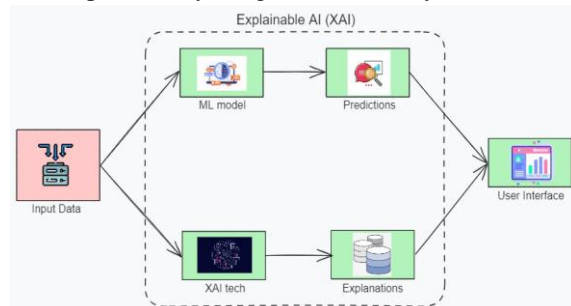 Explainable AI (XAI)
ML model
Predictions
Input Data
User Interface
XAI tech
Explanations